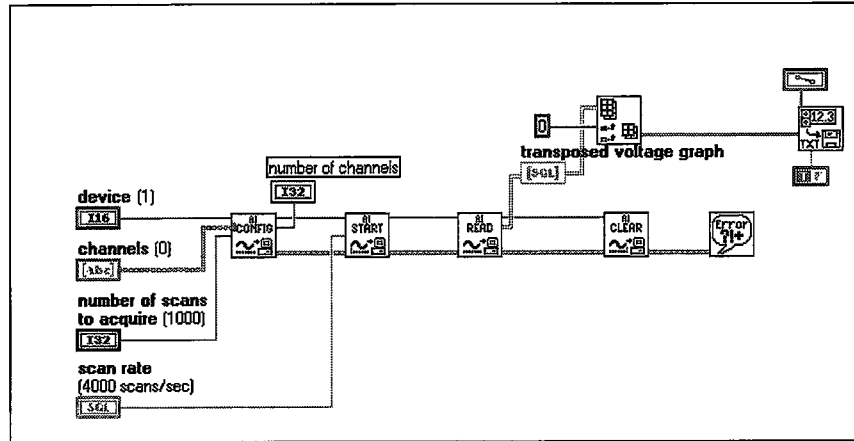 12.3
TXT
0
transposed voltage graph
[SGL]
number of channels
I32
device (1)
I16
AI
CONFIG
AI
START
AI
READ
AI
CLEAR
Error
?!+
channels (0)
[Abc]
number of scans
to acquire (1000)
I32
scan rate
(4000 scans/sec)
SGL